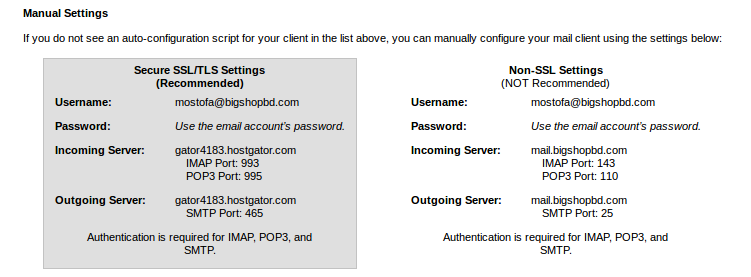 Manual Settings
If you do not see an auto-configuration script for your client in the list above, you can manually configure your mail client using the settings below:
Secure SSL/TLS Settings
(Recommended)
Username: mostofa@bigshopbd.com
Password: Use the email account's password.
Incoming Server: gator4183.hostgator.com
IMAP Port: 993
POP3 Port: 995
Outgoing Server: gator4183.hostgator.com
SMTP Port: 465
Authentication is required for IMAP, POP3, and
SMTP.
Non-SSL Settings
(NOT Recommended)
Username: mostofa@bigshopbd.com
Password: Use the email account's password.
Incoming Server: mail.bigshopbd.com
IMAP Port: 143
POP3 Port: 110
Outgoing Server: mail.bigshopbd.com
SMTP Port: 25
Authentication is required for IMAP, POP3, and
SMTP.